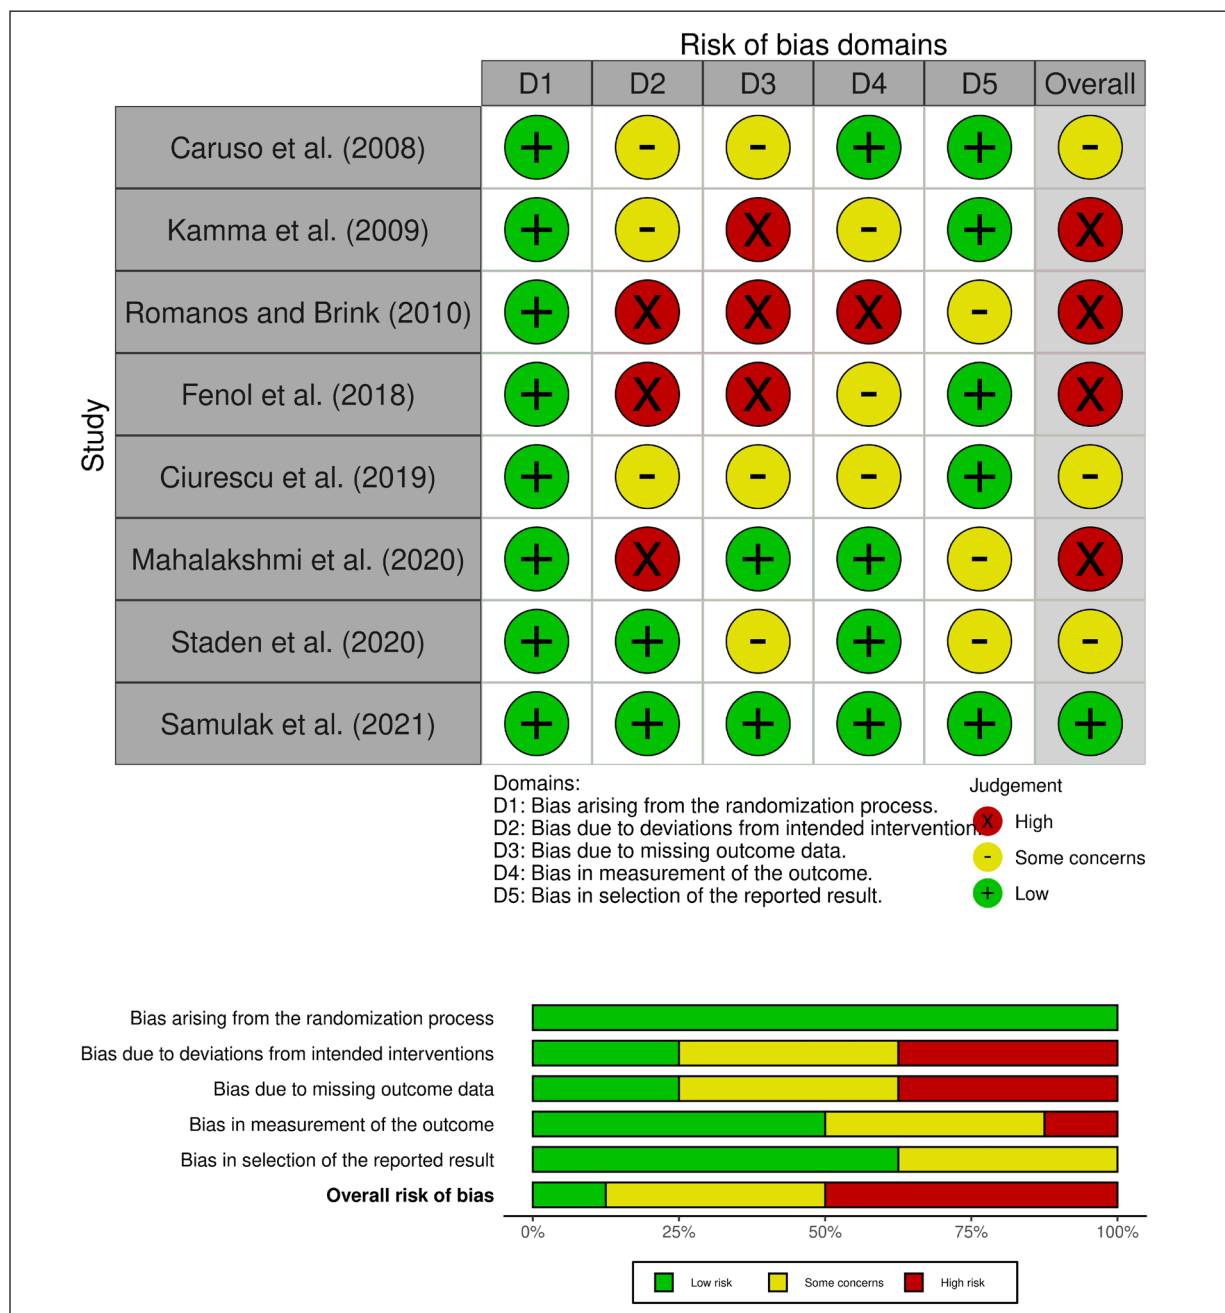 Risk of bias domains
D1 D2 D3 D4 D5 Overall
Study
Caruso et al. (2008) + - - + + -
Kamma et al. (2009) + - X - + X
Romanos and Brink (2010) + X X X - X
Fenol et al. (2018) + X X - + X
Ciurescu et al. (2019) + - - - + -
Mahalakshmi et al. (2020) + X + + - X
Staden et al. (2020) + + - + - -
Samulak et al. (2021) + + + + + +
Domains:
D1: Bias arising from the randomization process.
D2: Bias due to deviations from intended intervention.
D3: Bias due to missing outcome data.
D4: Bias in measurement of the outcome.
D5: Bias in selection of the reported result.
Judgement
X High
- Some concerns
+ Low
Bias arising from the randomization process
Bias due to deviations from intended interventions
Bias due to missing outcome data
Bias in measurement of the outcome
Bias in selection of the reported result
Overall risk of bias
0% 25% 50% 75% 100%
Low risk Some concerns High risk